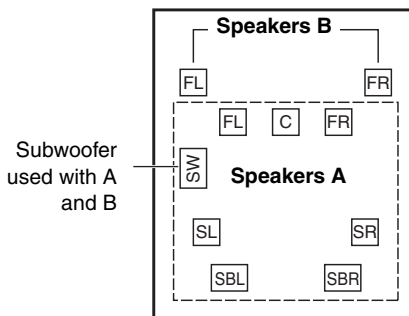 Speakers B
FL FR
FL C FR
Subwoofer
used with A
and B
SW
Speakers A
SL SR
SBL SBR